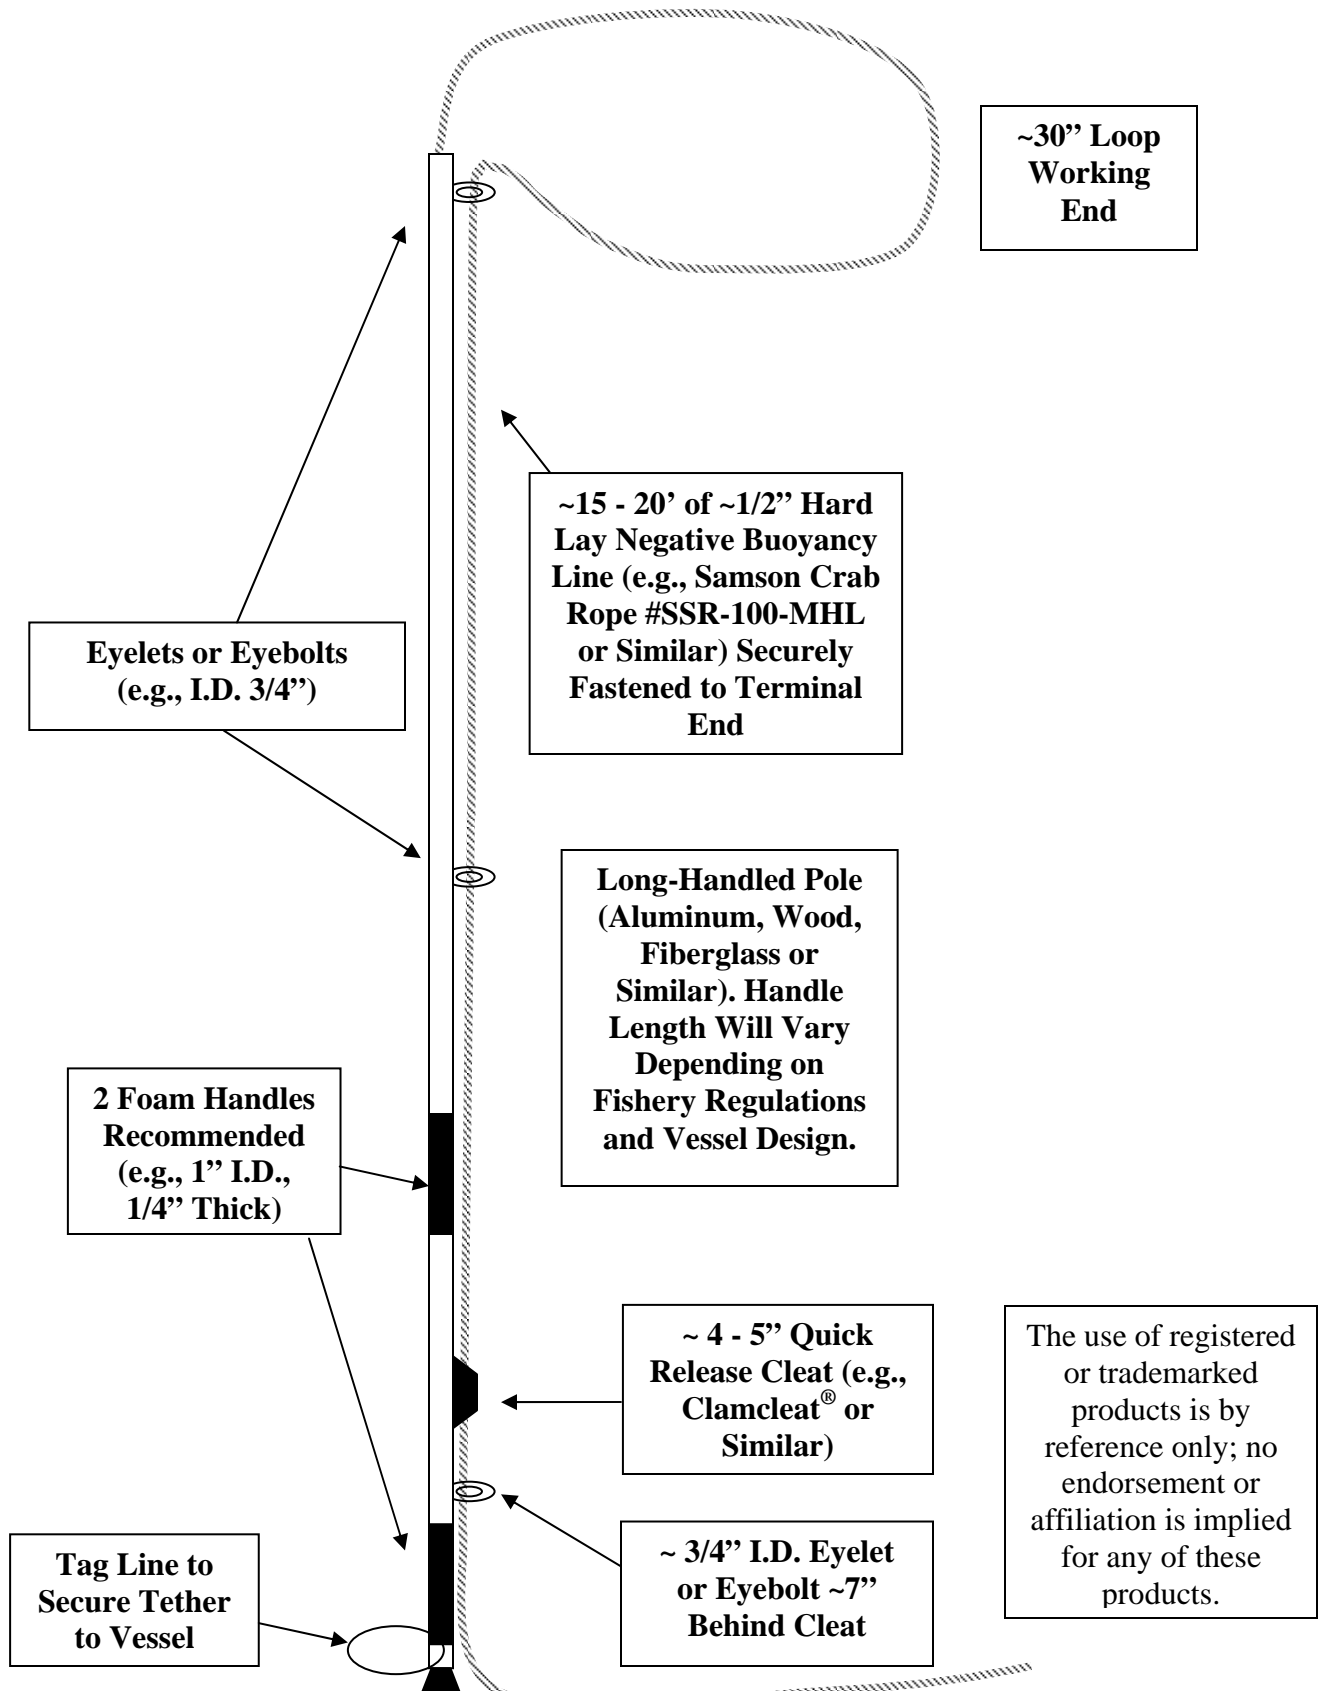 ~30” Loop
Working
End
~15 - 20’ of ~1/2” Hard
Lay Negative Buoyancy
Line (e.g., Samson Crab
Rope #SSR-100-MHL
or Similar) Securely
Fastened to Terminal
End
Eyelets or Eyebolts
(e.g., I.D. 3/4”)
Long-Handled Pole
(Aluminum, Wood,
Fiberglass or
Similar). Handle
Length Will Vary
Depending on
Fishery Regulations
and Vessel Design.
2 Foam Handles
Recommended
(e.g., 1” I.D.,
1/4” Thick)
~ 4 - 5” Quick
Release Cleat (e.g.,
Clamcleat® or
Similar)
The use of registered
or trademarked
products is by
reference only; no
endorsement or
affiliation is implied
for any of these
products.
~ 3/4” I.D. Eyelet
or Eyebolt ~7”
Behind Cleat
Tag Line to
Secure Tether
to Vessel